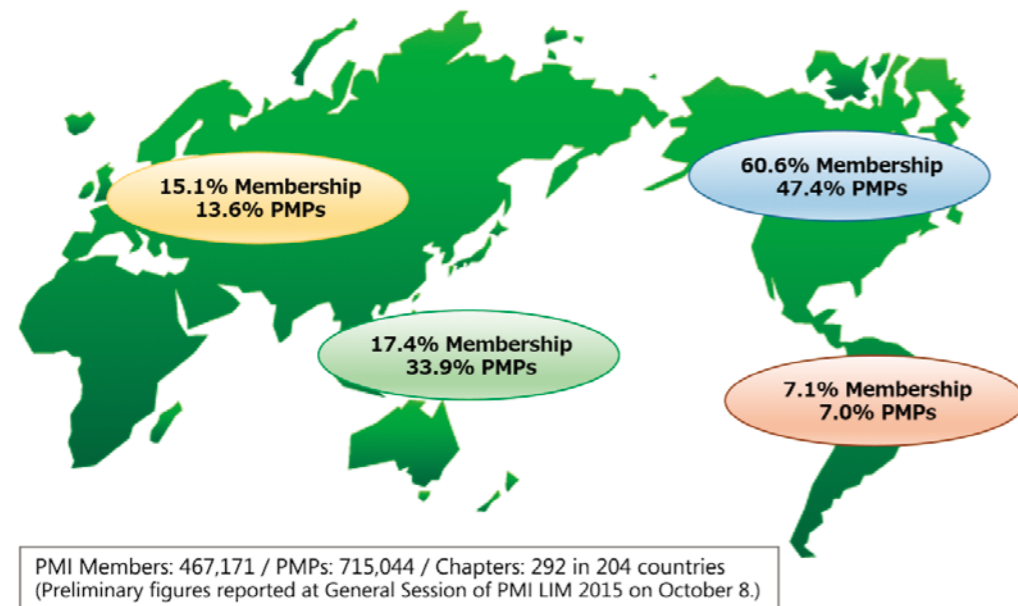 15.1% Membership
13.6% PMPs
60.6% Membership
47.4% PMPs
17.4% Membership
33.9% PMPs
7.1% Membership
7.0% PMPs
PMI Members: 467,171 / PMPs: 715,044 / Chapters: 292 in 204 countries
(Preliminary figures reported at General Session of PMI LIM 2015 on October 8.)